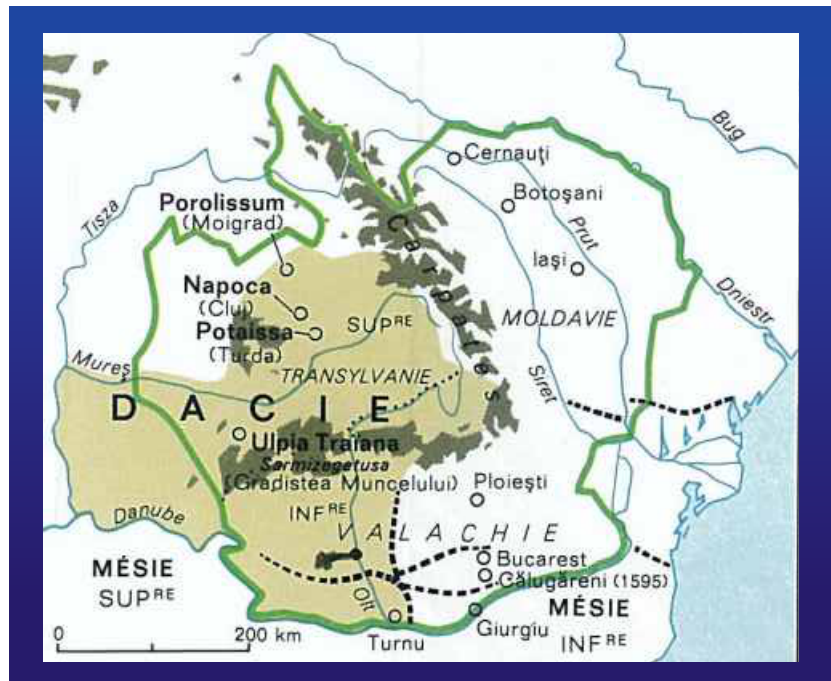 Bug
Cernauţi
Tisza
Porolissum
(Moigrad)
Botoşani
Prut
Carpates
Iaşi
Napoca
(Cluj)
Dniestr
Potaissa
(Turda)
SUPRE
MOLDAVIE
Mureş
TRANSYLVANIE
Siret
DACIE
Ulpia Traiana
Sarmizegetusa
(Gradistea Muncelului)
Ploieşti
Danube
INFRE
VALACHIE
MÉSIE
SUPRE
Bucarest
Călugăreni (1595)
Olt
MÉSIE
INFRE
0 200 km
Turnu
Giurgiu